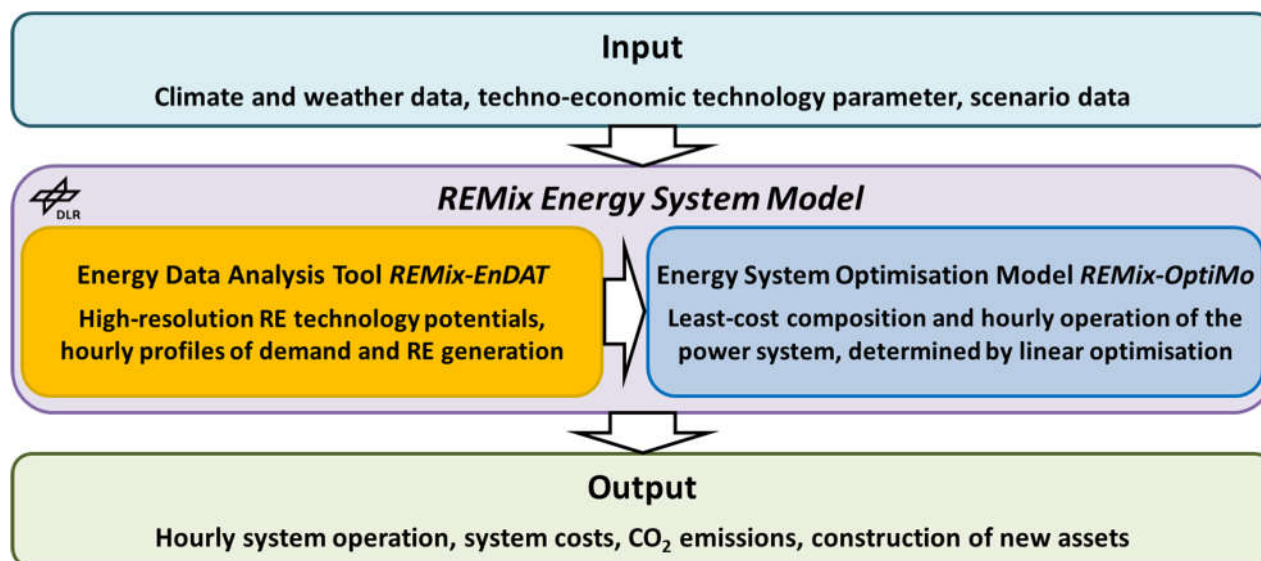 Input
Climate and weather data, techno-economic technology parameter, scenario data
DLR
REMix Energy System Model
Energy Data Analysis Tool REMix-EnDAT
High-resolution RE technology potentials,
hourly profiles of demand and RE generation
Energy System Optimisation Model REMix-OptiMo
Least-cost composition and hourly operation of the
power system, determined by linear optimisation
Output
Hourly system operation, system costs, CO₂ emissions, construction of new assets